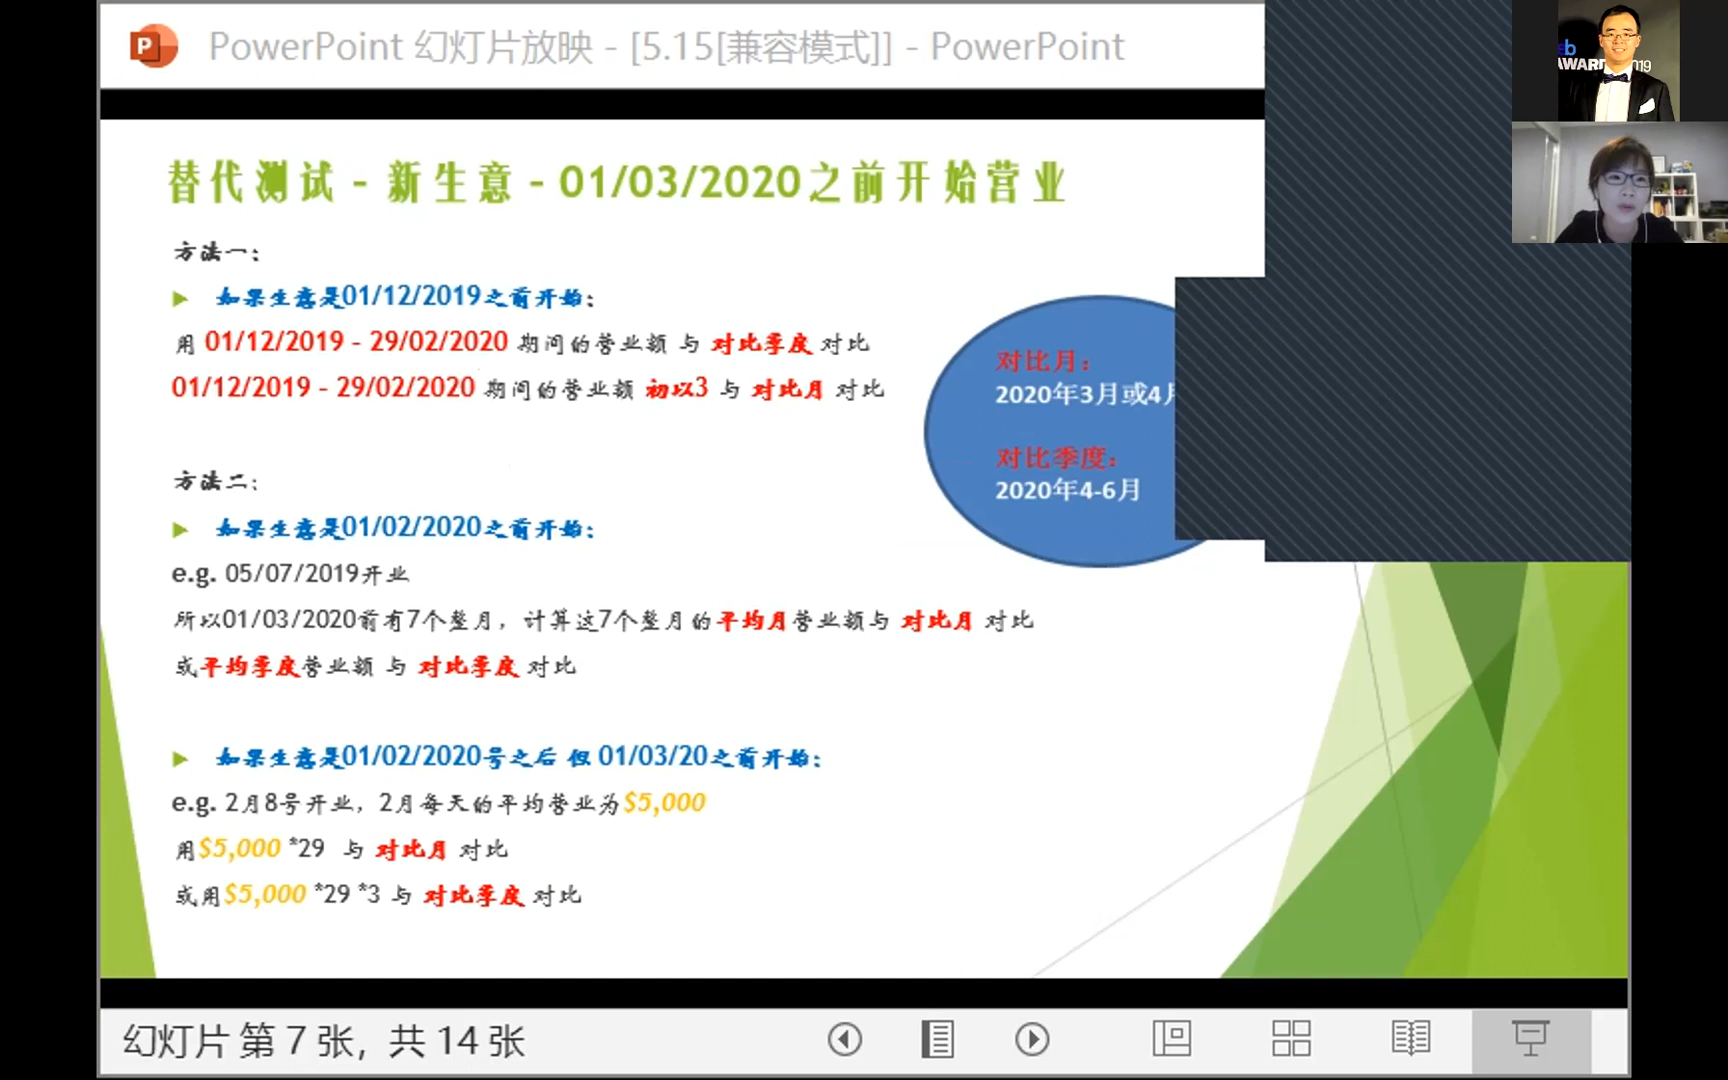 PowerPoint 幻灯片放映 - [5.15[兼容模式]] - PowerPoint
替代测试 - 新生意 - 01/03/2020之前开始营业
方法一：
如果生意是01/12/2019之前开始：
用 01/12/2019 - 29/02/2020 期间的营业额 与 对比季度 对比
01/12/2019 - 29/02/2020 期间的营业额 初以3 与 对比月 对比
对比月：
2020年3月或4月
对比季度：
2020年4-6月
方法二：
如果生意是01/02/2020之前开始：
e.g. 05/07/2019开业
所以01/03/2020前有7个整月，计算这7个整月的平均月营业额与 对比月 对比
或平均季度营业额 与 对比季度 对比
如果生意是01/02/2020号之后 但 01/03/20之前开始：
e.g. 2月8号开业，2月每天的平均营业为$5,000
用$5,000 *29 与 对比月 对比
或用$5,000 *29 *3 与 对比季度 对比
幻灯片 第 7 张，共 14 张